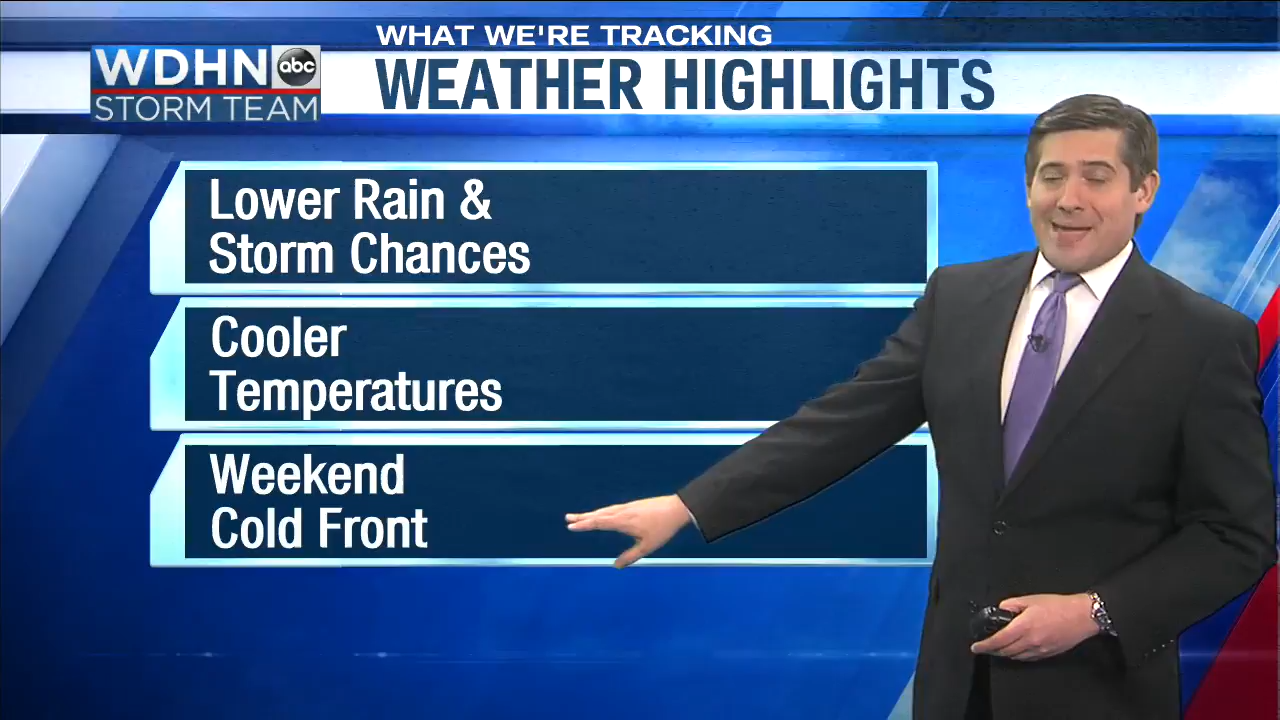 WHAT WE'RE TRACKING
WDHN abc
STORM TEAM
WEATHER HIGHLIGHTS
Lower Rain &
Storm Chances
Cooler
Temperatures
Weekend
Cold Front